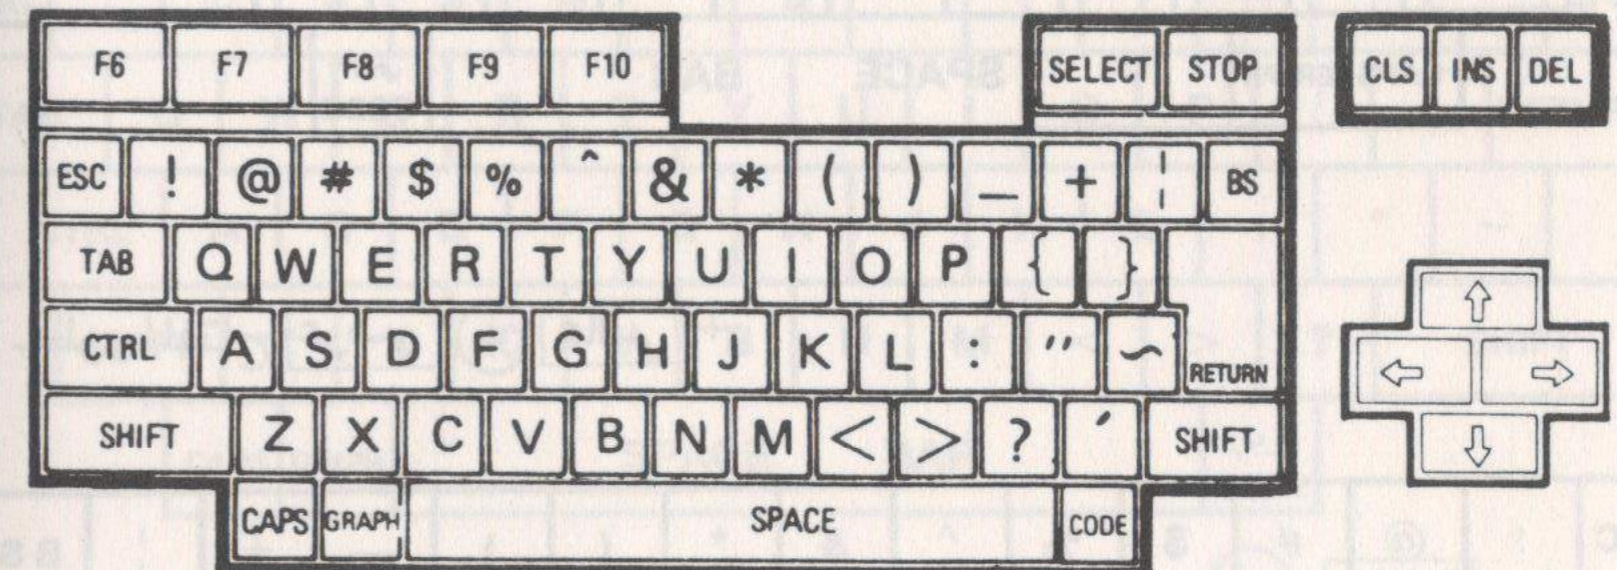 F6 F7 F8 F9 F10 SELECT STOP CLS INS DEL
ESC ! @ # $ % ^ & * ( ) _ + ¦ BS
TAB Q W E R T Y U I O P { }
CTRL A S D F G H J K L : " ~ RETURN
SHIFT Z X C V B N M < > ? ´ SHIFT
CAPS GRAPH SPACE CODE